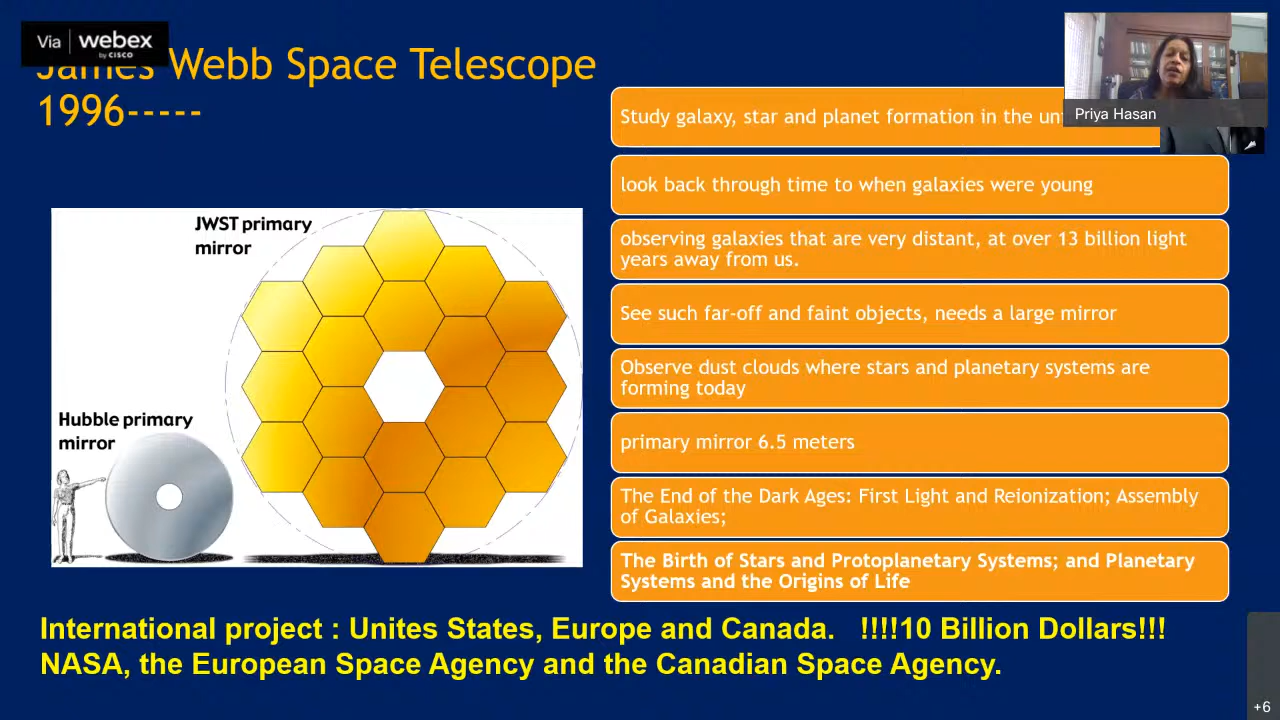 Via webex
by CISCO
James Webb Space Telescope
1996-----
Priya Hasan
Study galaxy, star and planet formation in the
look back through time to when galaxies were young
observing galaxies that are very distant, at over 13 billion light
years away from us.
See such far-off and faint objects, needs a large mirror
Observe dust clouds where stars and planetary systems are
forming today
primary mirror 6.5 meters
The End of the Dark Ages: First Light and Reionization; Assembly
of Galaxies;
The Birth of Stars and Protoplanetary Systems; and Planetary
Systems and the Origins of Life
JWST primary
mirror
Hubble primary
mirror
International project : Unites States, Europe and Canada. !!!!10 Billion Dollars!!!
NASA, the European Space Agency and the Canadian Space Agency.
+6